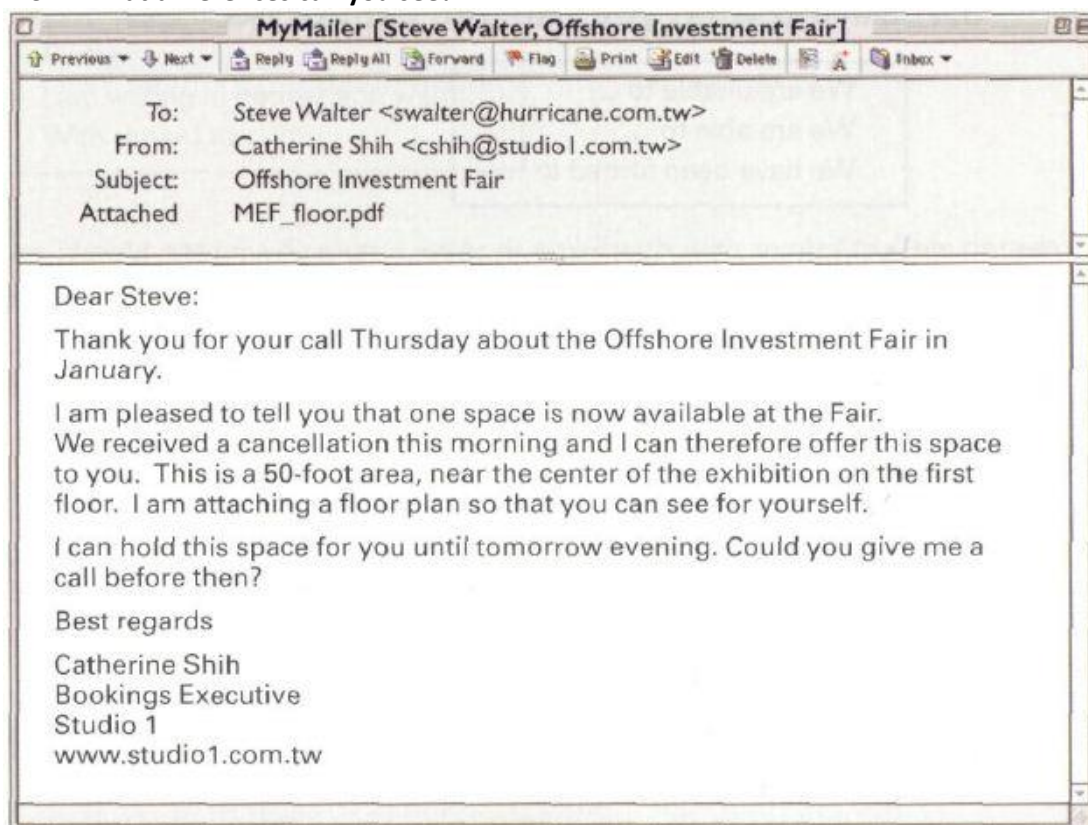 MyMailer [Steve Walter, Offshore Investment Fair]
Previous Next Reply Reply All Forward Flag Print Edit Delete Inbox
To: Steve Walter <swalter@hurricane.com.tw>
From: Catherine Shih <cshih@studio1.com.tw>
Subject: Offshore Investment Fair
Attached MEF_floor.pdf
Dear Steve:
Thank you for your call Thursday about the Offshore Investment Fair in
January.
I am pleased to tell you that one space is now available at the Fair.
We received a cancellation this morning and I can therefore offer this space
to you. This is a 50-foot area, near the center of the exhibition on the first
floor. I am attaching a floor plan so that you can see for yourself.
I can hold this space for you until tomorrow evening. Could you give me a
call before then?
Best regards
Catherine Shih
Bookings Executive
Studio 1
www.studio1.com.tw